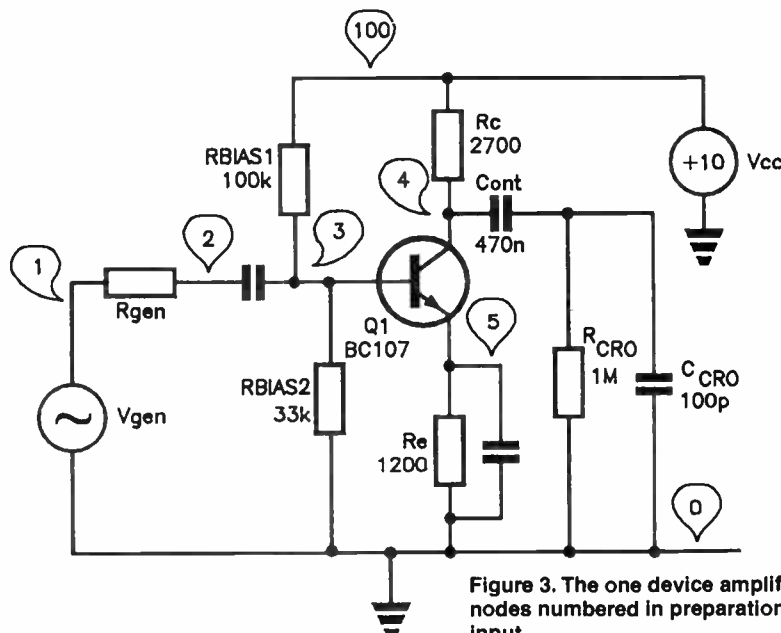 100
RBIAS1
100k
Rc
2700
+10
Vcc
4
Cont
470n
1
2
3
Rgen
Q1
BC107
5
Vgen
RBIAS2
33k
Re
1200
R
CRO
1M
C
CRO
100p
0
Figure 3. The one device amplif
nodes numbered in preparation
input